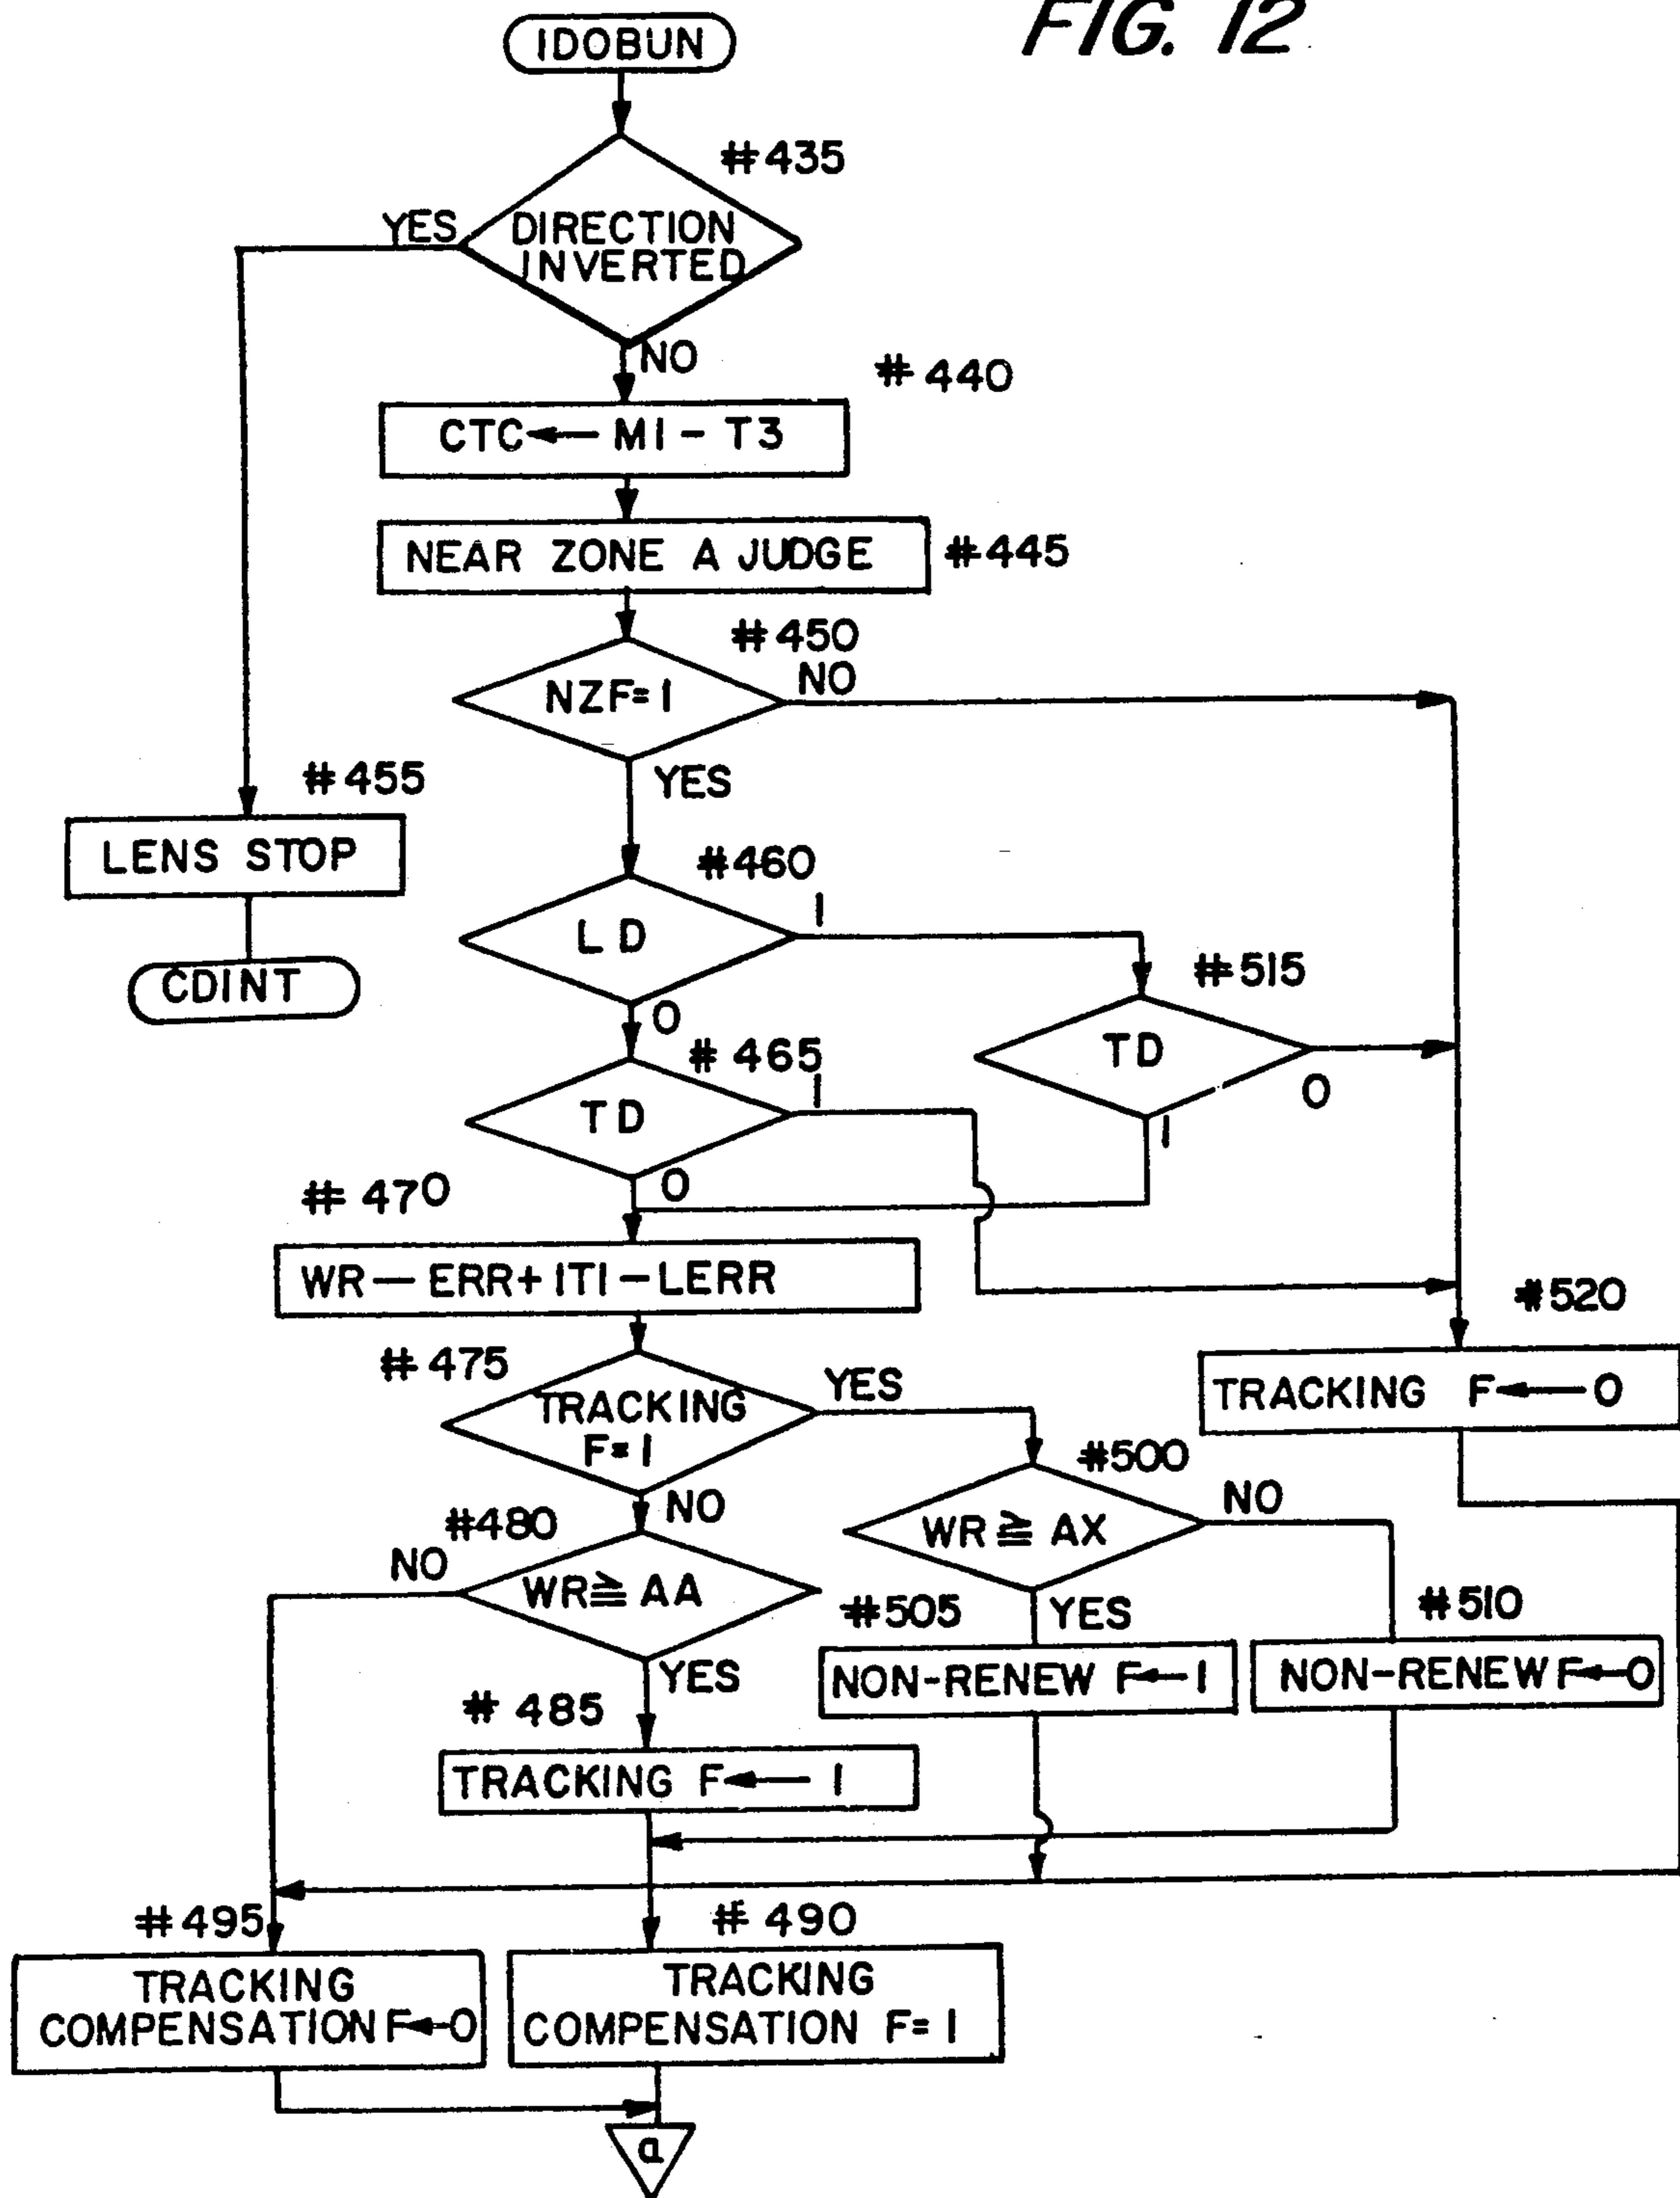 FIG. 12
IDOBUN
#435
YES
DIRECTION
INVERTED
NO
#440
CTC ← M1 - T3
NEAR ZONE A JUDGE
#445
#450
NZF=1
NO
YES
#455
LENS STOP
CDINT
#460
LD
1
0
#515
TD
0
1
#465
TD
1
0
#470
WR — ERR + ITI - LERR
#520
TRACKING F ← 0
#475
TRACKING
F=1
YES
NO
#500
WR ≧ AX
NO
YES
#480
NO
WR ≧ AA
YES
#505
NON-RENEW F ← 1
#510
NON-RENEW F ← 0
#485
TRACKING F ← 1
#495
TRACKING
COMPENSATION F ← 0
#490
TRACKING
COMPENSATION F = 1
a